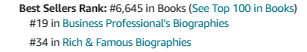 Best Sellers Rank: #6,645 in Books (See Top 100 in Books)
#19 in Business Professional's Biographies
#34 in Rich & Famous Biographies